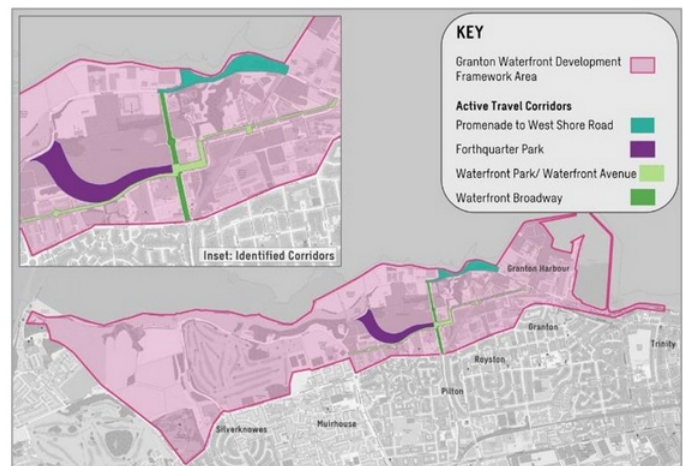 KEY
Granton Waterfront Development
Framework Area
Active Travel Corridors
Promenade to West Shore Road
Forthquarter Park
Waterfront Park/ Waterfront Avenue
Waterfront Broadway
Inset: Identified Corridors
Granton Harbour
Granton
Trinity
Royston
Pilton
Muirhouse
Silverknowes